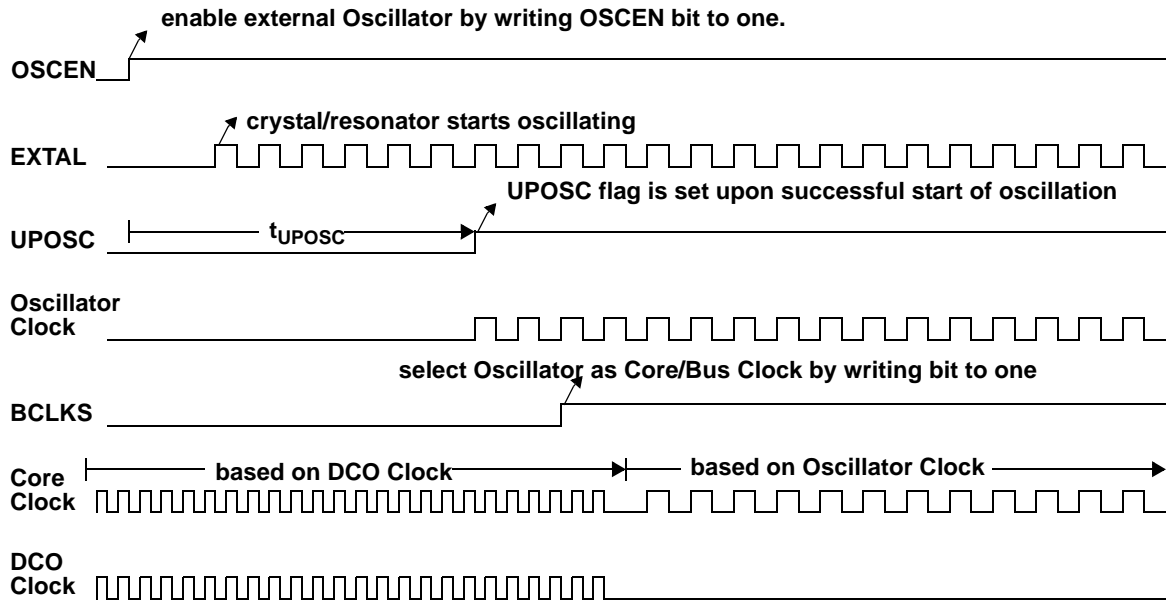 enable external Oscillator by writing OSCEN bit to one.
OSCEN
crystal/resonator starts oscillating
EXTAL
UPOSC flag is set upon successful start of oscillation
UPOSC
tUPOSC
Oscillator
Clock
select Oscillator as Core/Bus Clock by writing bit to one
BCLKS
based on DCO Clock
based on Oscillator Clock
Core
Clock
DCO
Clock